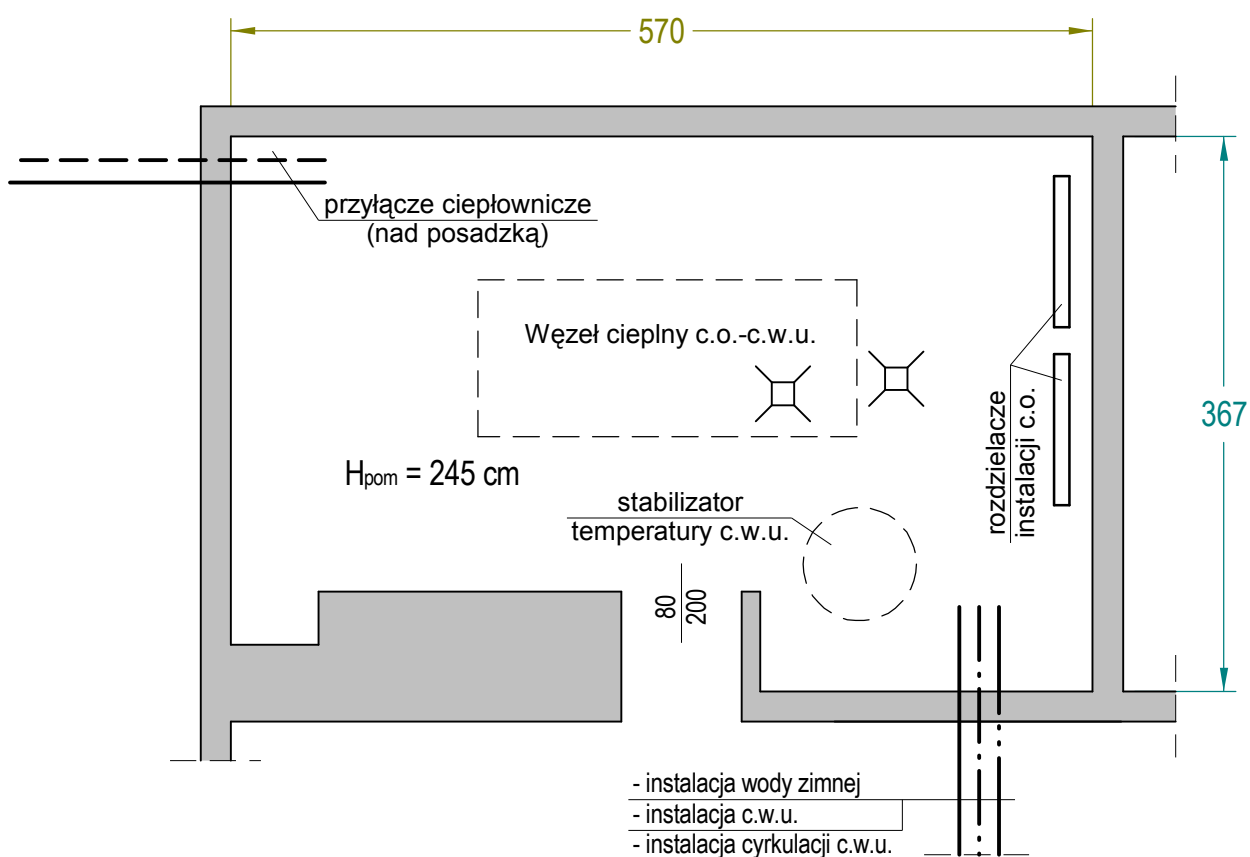 570
przyłącze ciepłownicze
(nad posadzką)
Węzeł cieplny c.o.-c.w.u.
rozdzielacze
instalacji c.o.
367
Hpom = 245 cm
stabilizator
temperatury c.w.u.
80
200
- instalacja wody zimnej
- instalacja c.w.u.
- instalacja cyrkulacji c.w.u.